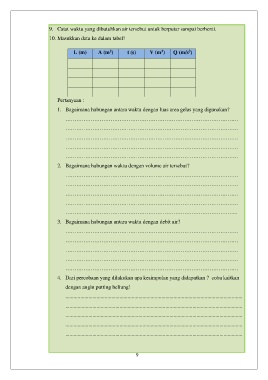 9. Catat waktu yang dibutuhkan air tersebut untuk berputar sampai berhenti.
10. Masukkan data ke dalam tabel!
L (m) A (m²) t (s) V (m³) Q (m³/s)
Pertanyaan :
1. Bagaimana hubungan antara waktu dengan luas area gelas yang digunakan?
2. Bagaimana hubungan waktu dengan volume air tersebut?
3. Bagaimana hubungan antara waktu dengan debit air?
4. Dari percobaan yang dilakukan apa kesimpulan yang didapatkan ? coba kaitkan
dengan angin puting beliung!